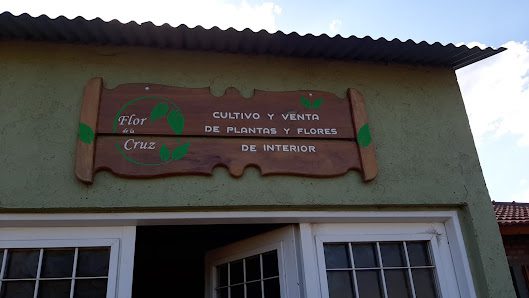 Flor
de la
Cruz
CULTIVO Y VENTA
DE PLANTAS Y FLORES
DE INTERIOR